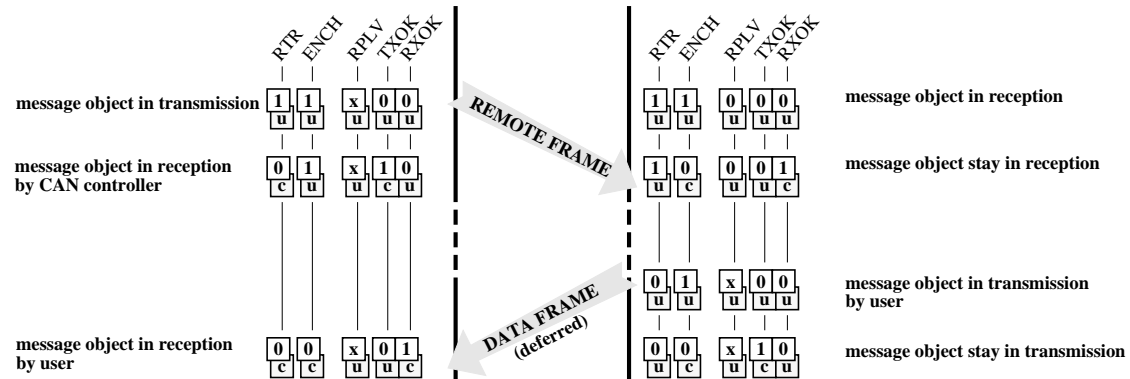 RTR ENCH RPLV TXOK RXOK
RTR ENCH RPLV TXOK RXOK
message object in transmission 1 1 x 0 0
u u u u u
REMOTE FRAME
1 1 0 0 0 message object in reception
u u u u u
message object in reception 0 1 x 1 0
by CAN controller c u u c u
1 0 0 0 1 message object stay in reception
u c u u c
0 1 x 0 0 message object in transmission
u u u u u by user
DATA FRAME
(deferred)
message object in reception 0 0 x 0 1
by user c c u u c
0 0 x 1 0 message object stay in transmission
u c u c u